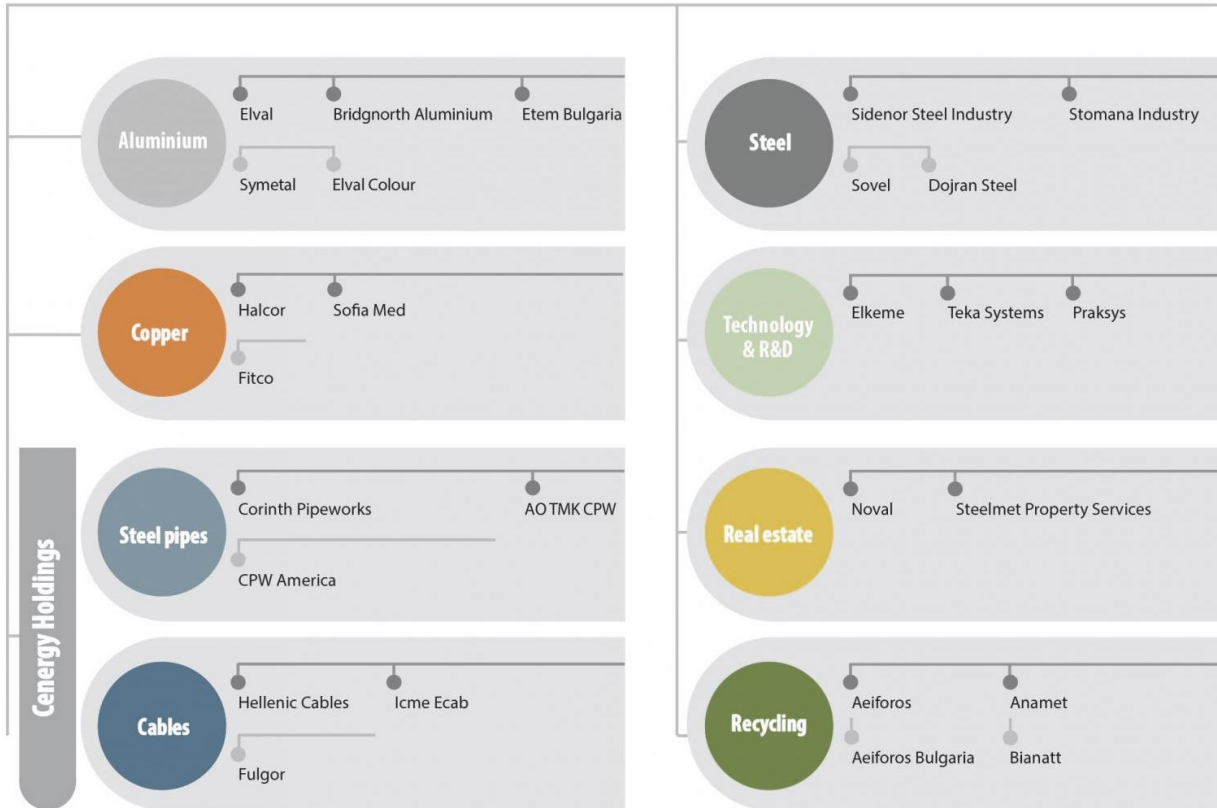 Aluminium
Elval
Bridgnorth Aluminium
Etem Bulgaria
Symetal
Elval Colour
Copper
Halcor
Sofia Med
Fitco
Cenergy Holdings
Steel pipes
Corinth Pipeworks
AO TMK CPW
CPW America
Cables
Hellenic Cables
Icme Ecab
Fulgor
Steel
Sidenor Steel Industry
Stomana Industry
Sovel
Dojran Steel
Technology
& R&D
Elkeme
Teka Systems
Praksys
Real estate
Noval
Steelmet Property Services
Recycling
Aeiforos
Anamet
Aeiforos Bulgaria
Bianatt